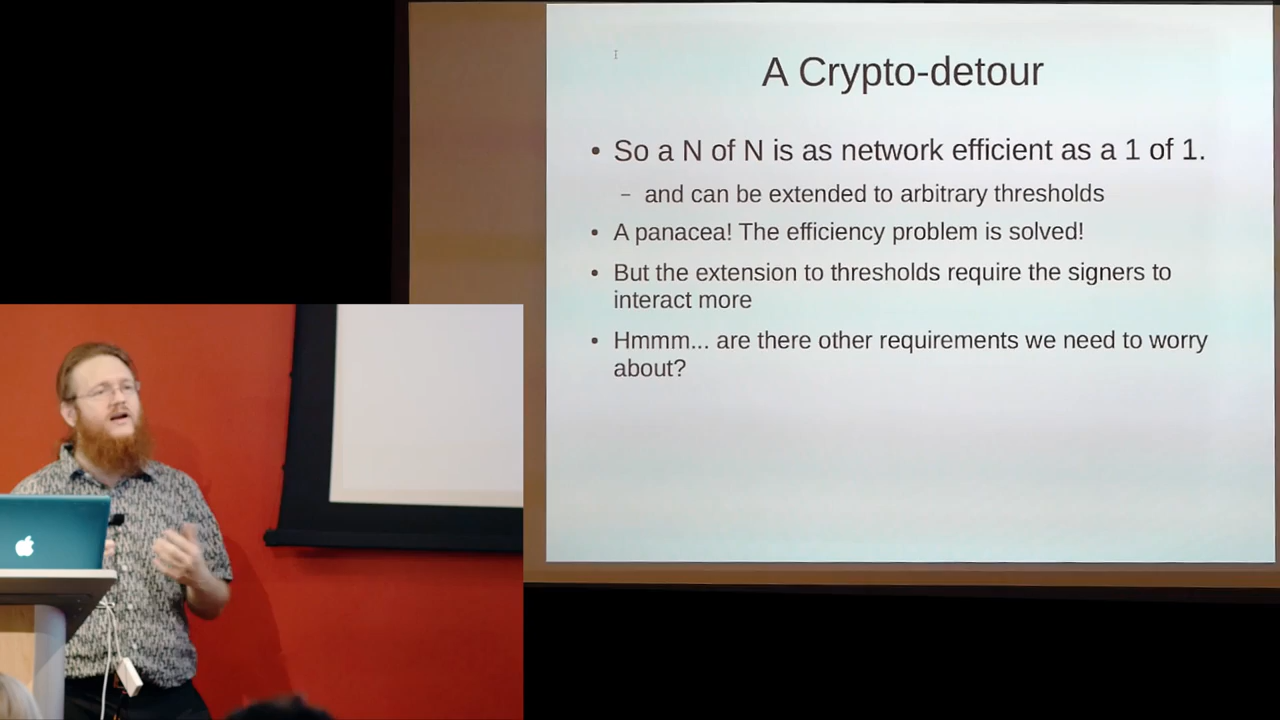 A Crypto-detour
• So a N of N is as network efficient as a 1 of 1.
– and can be extended to arbitrary thresholds
• A panacea! The efficiency problem is solved!
• But the extension to thresholds require the signers to
interact more
• Hmmm... are there other requirements we need to worry
about?